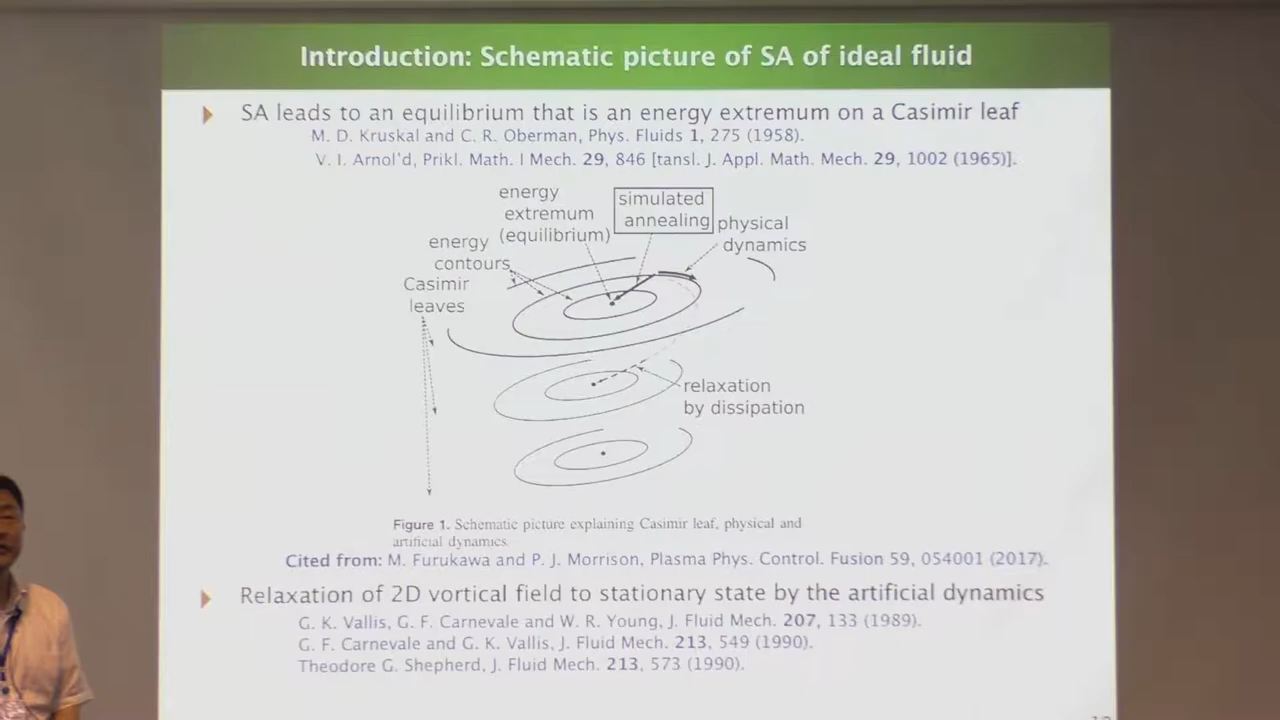 Introduction: Schematic picture of SA of ideal fluid
SA leads to an equilibrium that is an energy extremum on a Casimir leaf
M. D. Kruskal and C. R. Oberman, Phys. Fluids 1, 275 (1958).
V. I. Arnol'd, Prikl. Math. I Mech. 29, 846 [tansl. J. Appl. Math. Mech. 29, 1002 (1965)].
energy
extremum
(equilibrium)
simulated
annealing
physical
dynamics
energy
contours
Casimir
leaves
relaxation
by dissipation
Figure 1. Schematic picture explaining Casimir leaf, physical and
artificial dynamics.
Cited from: M. Furukawa and P. J. Morrison, Plasma Phys. Control. Fusion 59, 054001 (2017).
Relaxation of 2D vortical field to stationary state by the artificial dynamics
G. K. Vallis, G. F. Carnevale and W. R. Young, J. Fluid Mech. 207, 133 (1989).
G. F. Carnevale and G. K. Vallis, J. Fluid Mech. 213, 549 (1990).
Theodore G. Shepherd, J. Fluid Mech. 213, 573 (1990).